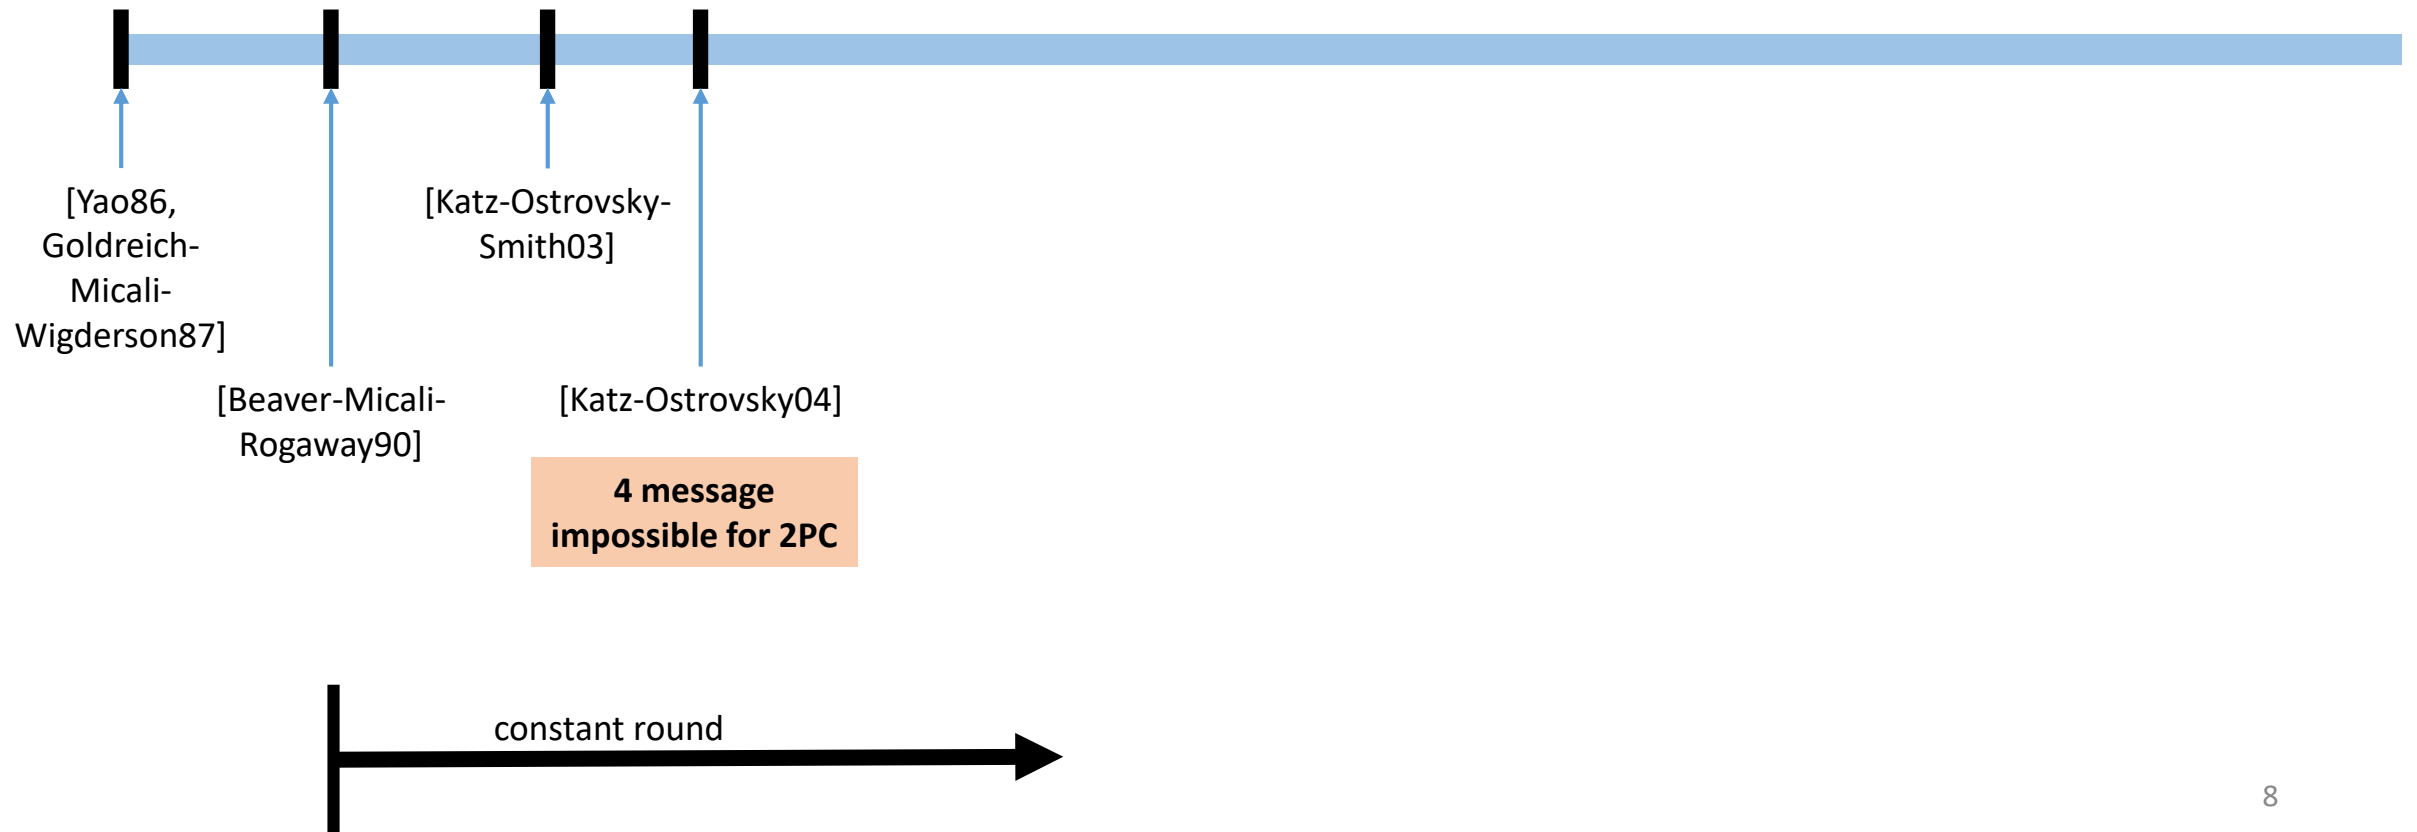 [Yao86,
Goldreich-
Micali-
Wigderson87]
[Katz-Ostrovsky-
Smith03]
[Beaver-Micali-
Rogaway90]
[Katz-Ostrovsky04]
4 message
impossible for 2PC
constant round
8